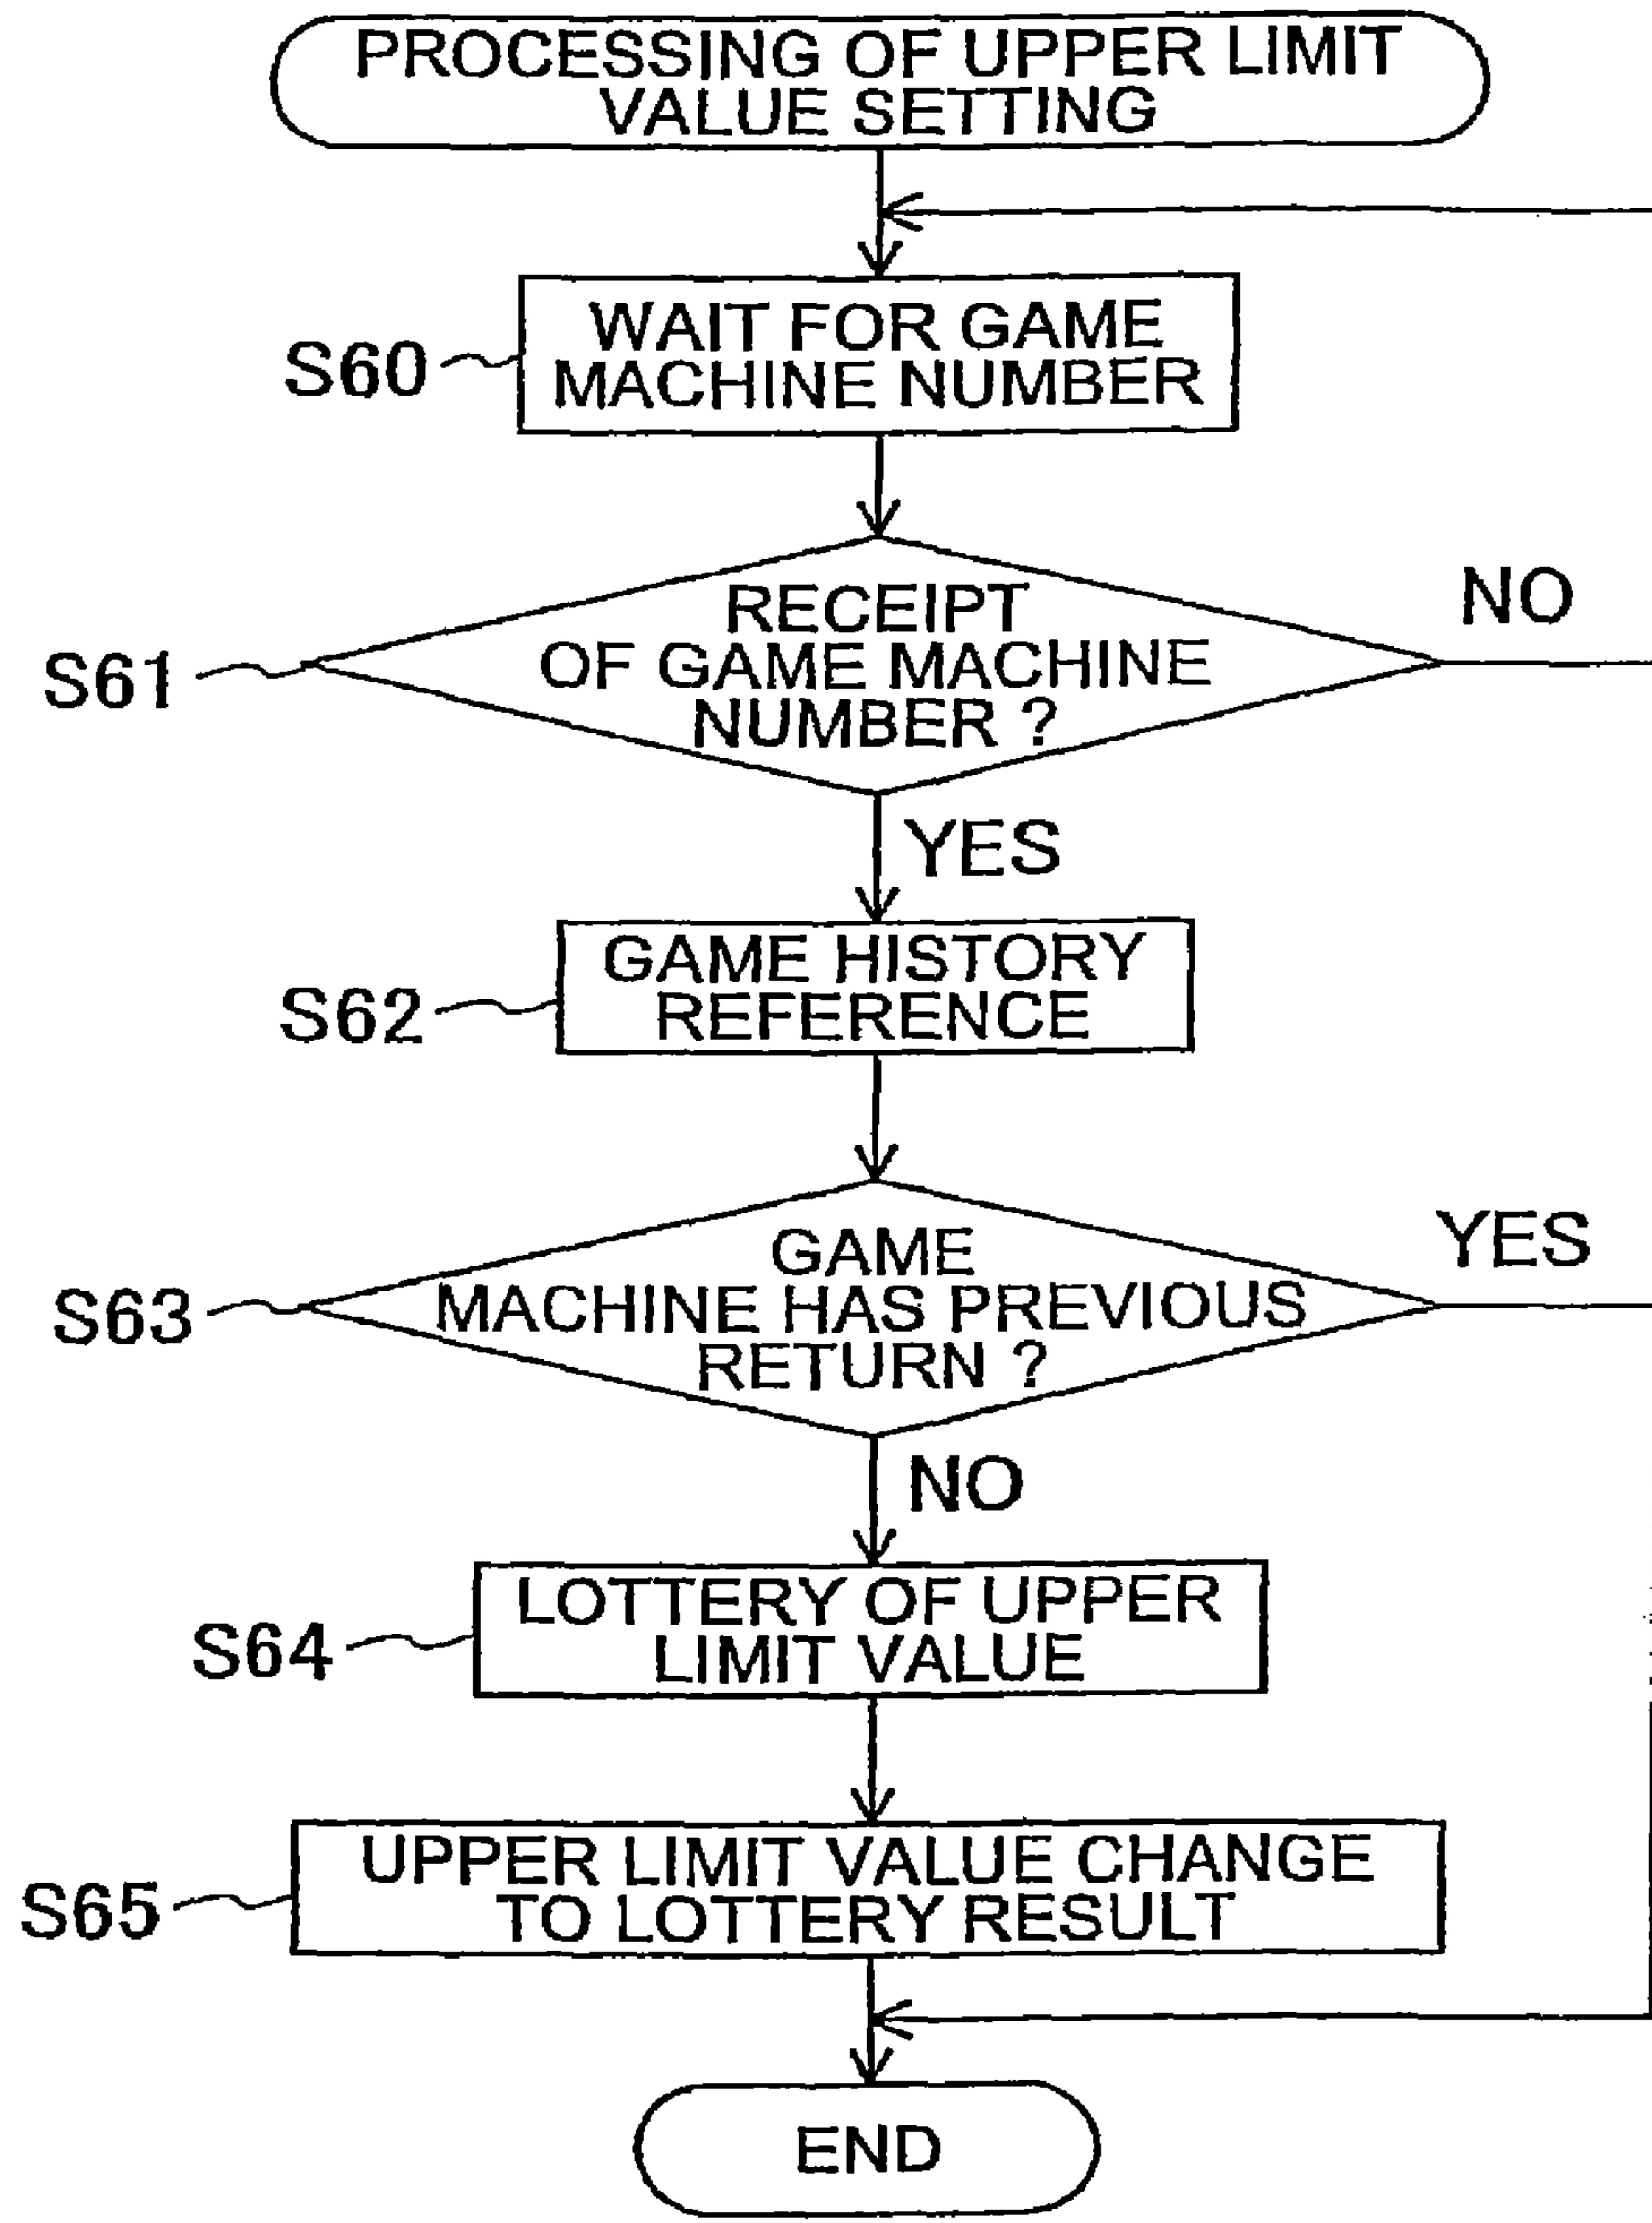 PROCESSING OF UPPER LIMIT
VALUE SETTING
S60
WAIT FOR GAME
MACHINE NUMBER
S61
RECEIPT
OF GAME MACHINE
NUMBER ?
NO
YES
S62
GAME HISTORY
REFERENCE
S63
GAME
MACHINE HAS PREVIOUS
RETURN ?
YES
NO
S64
LOTTERY OF UPPER
LIMIT VALUE
S65
UPPER LIMIT VALUE CHANGE
TO LOTTERY RESULT
END